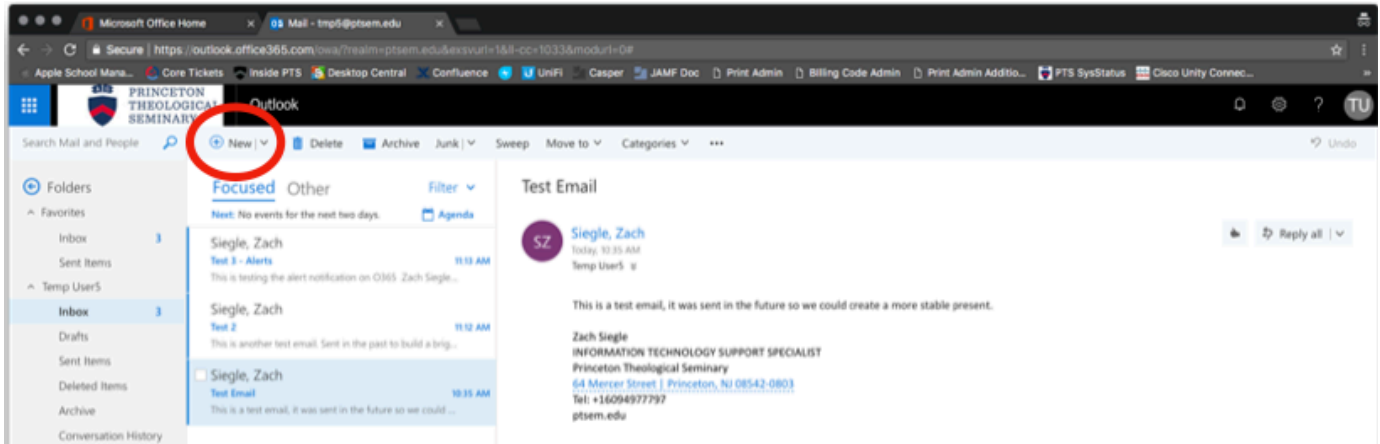 Microsoft Office Home
Mail - tmp5@ptsem.edu
Secure | https://outlook.office365.com/owa/?realm=ptsem.edu&exsvurl=1&ll-cc=1033&modurl=0#
Apple School Mana... Core Tickets Inside PTS Desktop Central Confluence UniFi Casper JAMF Doc Print Admin Billing Code Admin Print Admin Additio... PTS SysStatus Cisco Unity Connec... »
PRINCETON
THEOLOGICAL
SEMINARY
Outlook
TU
Search Mail and People
New Delete Archive Junk Sweep Move to Categories ••• Undo
Folders
Favorites
Inbox 3
Sent Items
Temp User5
Inbox 3
Drafts
Sent Items
Deleted Items
Archive
Conversation History
Focused Other Filter
Next: No events for the next two days. Agenda
Siegle, Zach
Test 3 - Alerts 11:13 AM
This is testing the alert notification on O365 Zach Siegle...
Siegle, Zach
Test 2 11:12 AM
This is another test email. Sent in the past to build a brig...
Siegle, Zach
Test Email 10:35 AM
This is a test email, it was sent in the future so we could ...
Test Email
SZ
Siegle, Zach
Today, 10:35 AM
Temp User5
Reply all
This is a test email, it was sent in the future so we could create a more stable present.
Zach Siegle
INFORMATION TECHNOLOGY SUPPORT SPECIALIST
Princeton Theological Seminary
64 Mercer Street | Princeton, NJ 08542-0803
Tel: +16094977797
ptsem.edu